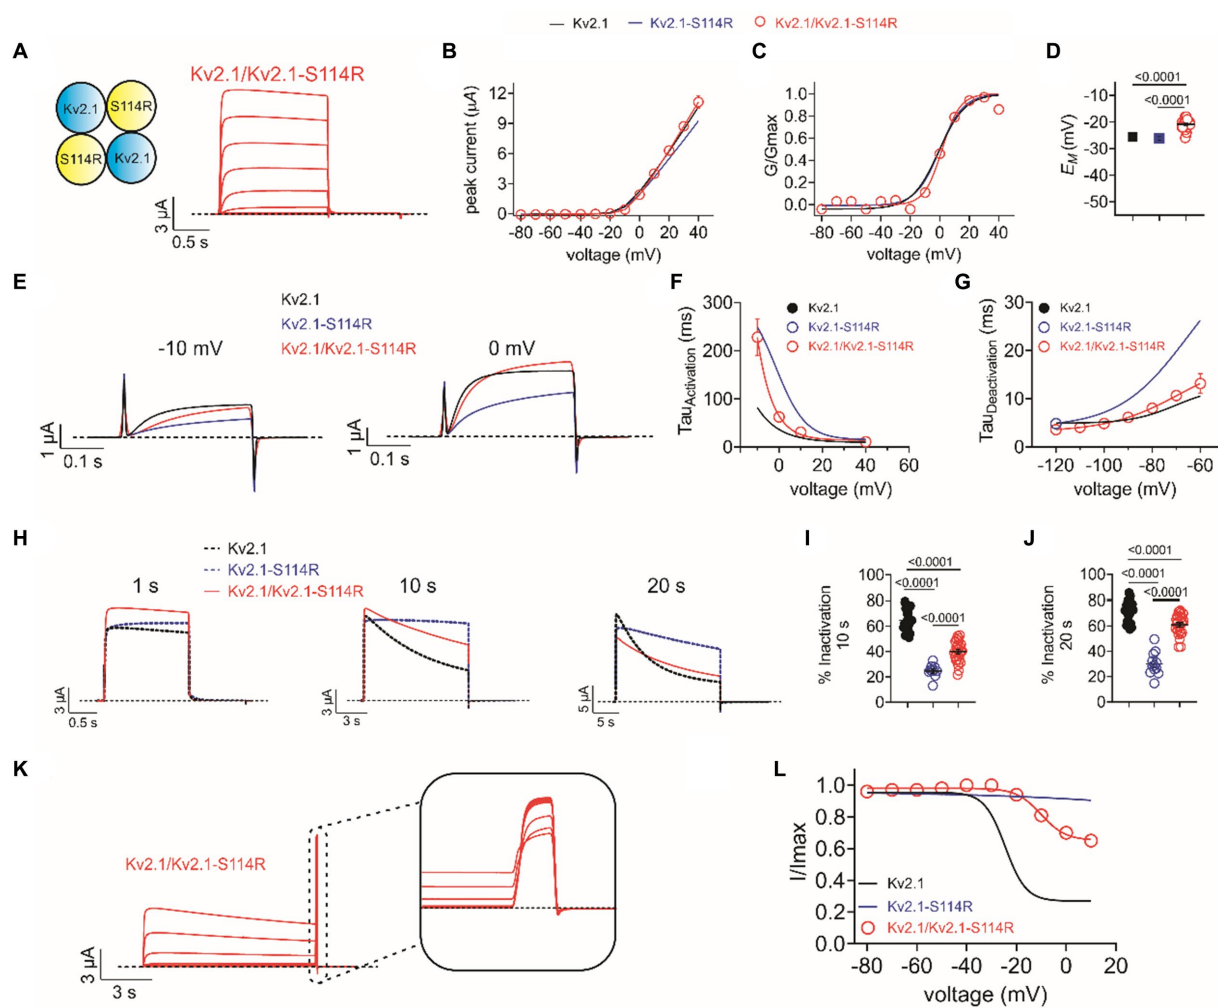 Kv2.1 Kv2.1-S114R Kv2.1/Kv2.1-S114R
A
Kv2.1/Kv2.1-S114R
Kv2.1 S114R
S114R Kv2.1
3 µA
0.5 s
B
peak current (µA)
12
9
6
3
0
-80 -60 -40 -20 0 20 40
voltage (mV)
C
G/Gmax
1.0
0.8
0.6
0.4
0.2
0.0
-80 -60 -40 -20 0 20 40
voltage (mV)
D
<0.0001
<0.0001
EM (mV)
-10
-20
-30
-40
-50
E
Kv2.1
Kv2.1-S114R
Kv2.1/Kv2.1-S114R
-10 mV
0 mV
1 µA
0.1 s
1 µA
0.1 s
F
TauActivation (ms)
300
200
100
0
0 20 40 60
voltage (mV)
Kv2.1
Kv2.1-S114R
Kv2.1/Kv2.1-S114R
G
TauDeactivation (ms)
30
20
10
0
-120 -100 -80 -60
voltage (mV)
Kv2.1
Kv2.1-S114R
Kv2.1/Kv2.1-S114R
H
Kv2.1
Kv2.1-S114R
Kv2.1/Kv2.1-S114R
1 s
10 s
20 s
3 µA
0.5 s
3 µA
3 s
5 µA
5 s
I
<0.0001
<0.0001
<0.0001
% Inactivation
10 s
100
80
60
40
20
0
J
<0.0001
<0.0001
<0.0001
% Inactivation
20 s
100
80
60
40
20
0
K
Kv2.1/Kv2.1-S114R
3 µA
3 s
L
I/Imax
1.0
0.8
0.6
0.4
0.2
0.0
Kv2.1
Kv2.1-S114R
Kv2.1/Kv2.1-S114R
-80 -60 -40 -20 0 20
voltage (mV)